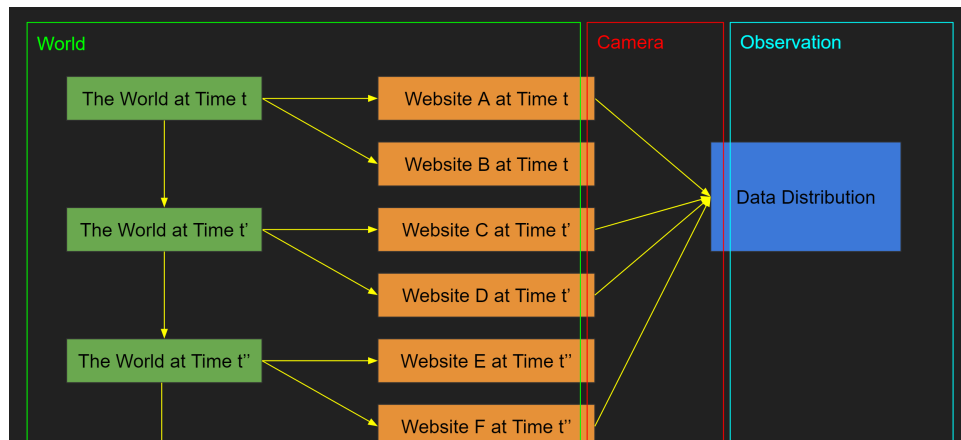 World
Camera
Observation
The World at Time t
Website A at Time t
Website B at Time t
Data Distribution
The World at Time t’
Website C at Time t’
Website D at Time t’
The World at Time t’’
Website E at Time t’’
Website F at Time t’’